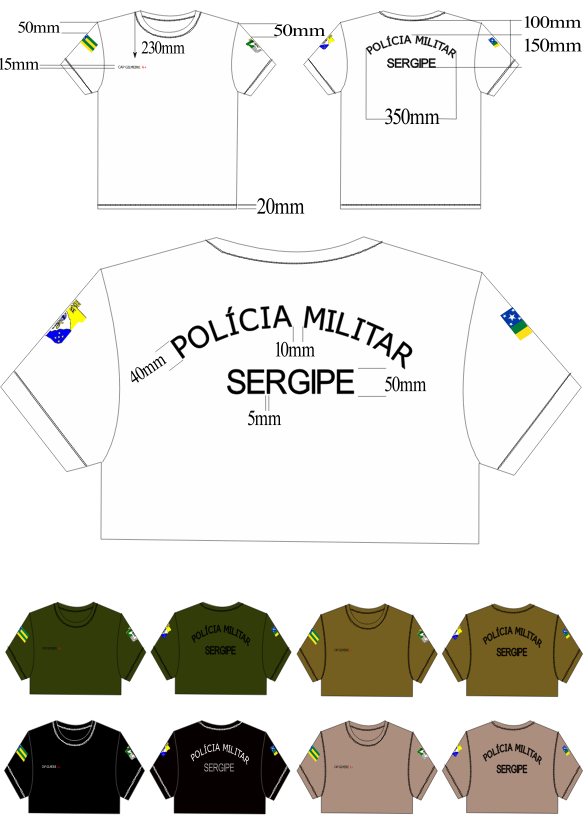 50mm
15mm
230mm
50mm
20mm
CAP GILMERE
POLÍCIA MILITAR
SERGIPE
350mm
100mm
150mm
POLÍCIA MILITAR
SERGIPE
40mm
10mm
50mm
5mm
POLÍCIA MILITAR
SERGIPE
POLÍCIA MILITAR
SERGIPE
POLÍCIA MILITAR
SERGIPE
POLÍCIA MILITAR
SERGIPE